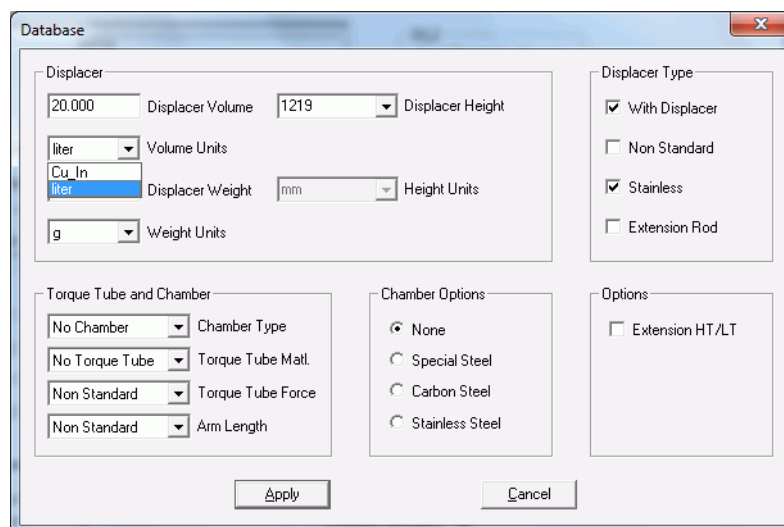 Database
Displacer
20.000 Displacer Volume 1219 Displacer Height
liter Volume Units
Cu_In
liter Displacer Weight mm Height Units
g Weight Units
Displacer Type
With Displacer
Non Standard
Stainless
Extension Rod
Torque Tube and Chamber
No Chamber Chamber Type
No Torque Tube Torque Tube Matl.
Non Standard Torque Tube Force
Non Standard Arm Length
Chamber Options
None
Special Steel
Carbon Steel
Stainless Steel
Options
Extension HT/LT
Apply Cancel